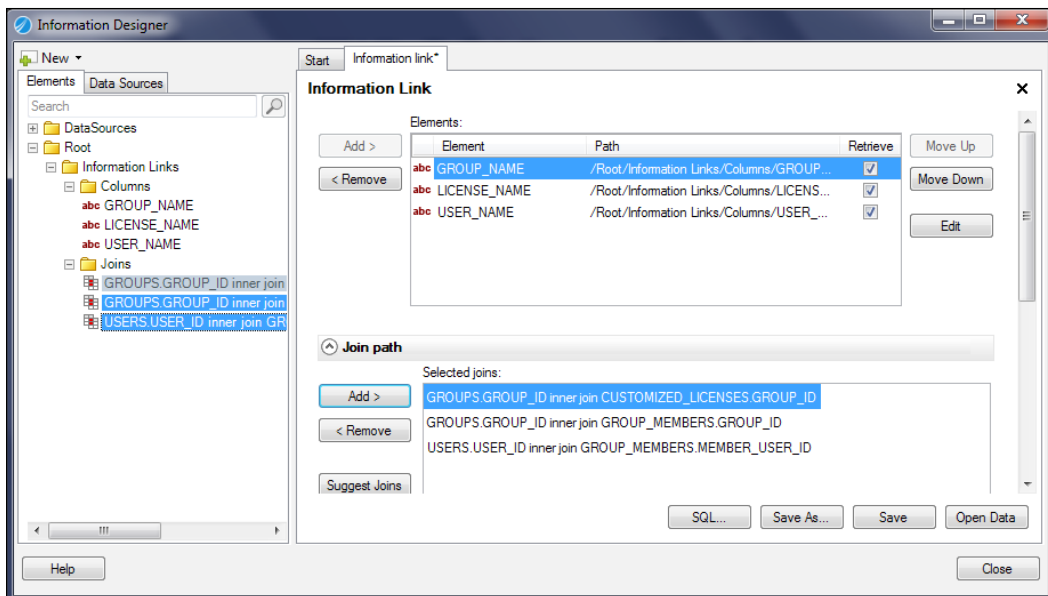 Information Designer
New
Elements Data Sources
Search
DataSources
Root
Information Links
Columns
abc GROUP_NAME
abc LICENSE_NAME
abc USER_NAME
Joins
GROUPS.GROUP_ID inner join
GROUPS.GROUP_ID inner join
USERS.USER_ID inner join GR
Start Information link*
Information Link
Elements:
Add >
< Remove
Element Path Retrieve
abc GROUP_NAME /Root/Information Links/Columns/GROUP...
abc LICENSE_NAME /Root/Information Links/Columns/LICENS...
abc USER_NAME /Root/Information Links/Columns/USER_...
Move Up
Move Down
Edit
Join path
Selected joins:
Add >
< Remove
Suggest Joins
GROUPS.GROUP_ID inner join CUSTOMIZED_LICENSES.GROUP_ID
GROUPS.GROUP_ID inner join GROUP_MEMBERS.GROUP_ID
USERS.USER_ID inner join GROUP_MEMBERS.MEMBER_USER_ID
SQL... Save As... Save Open Data
Help Close